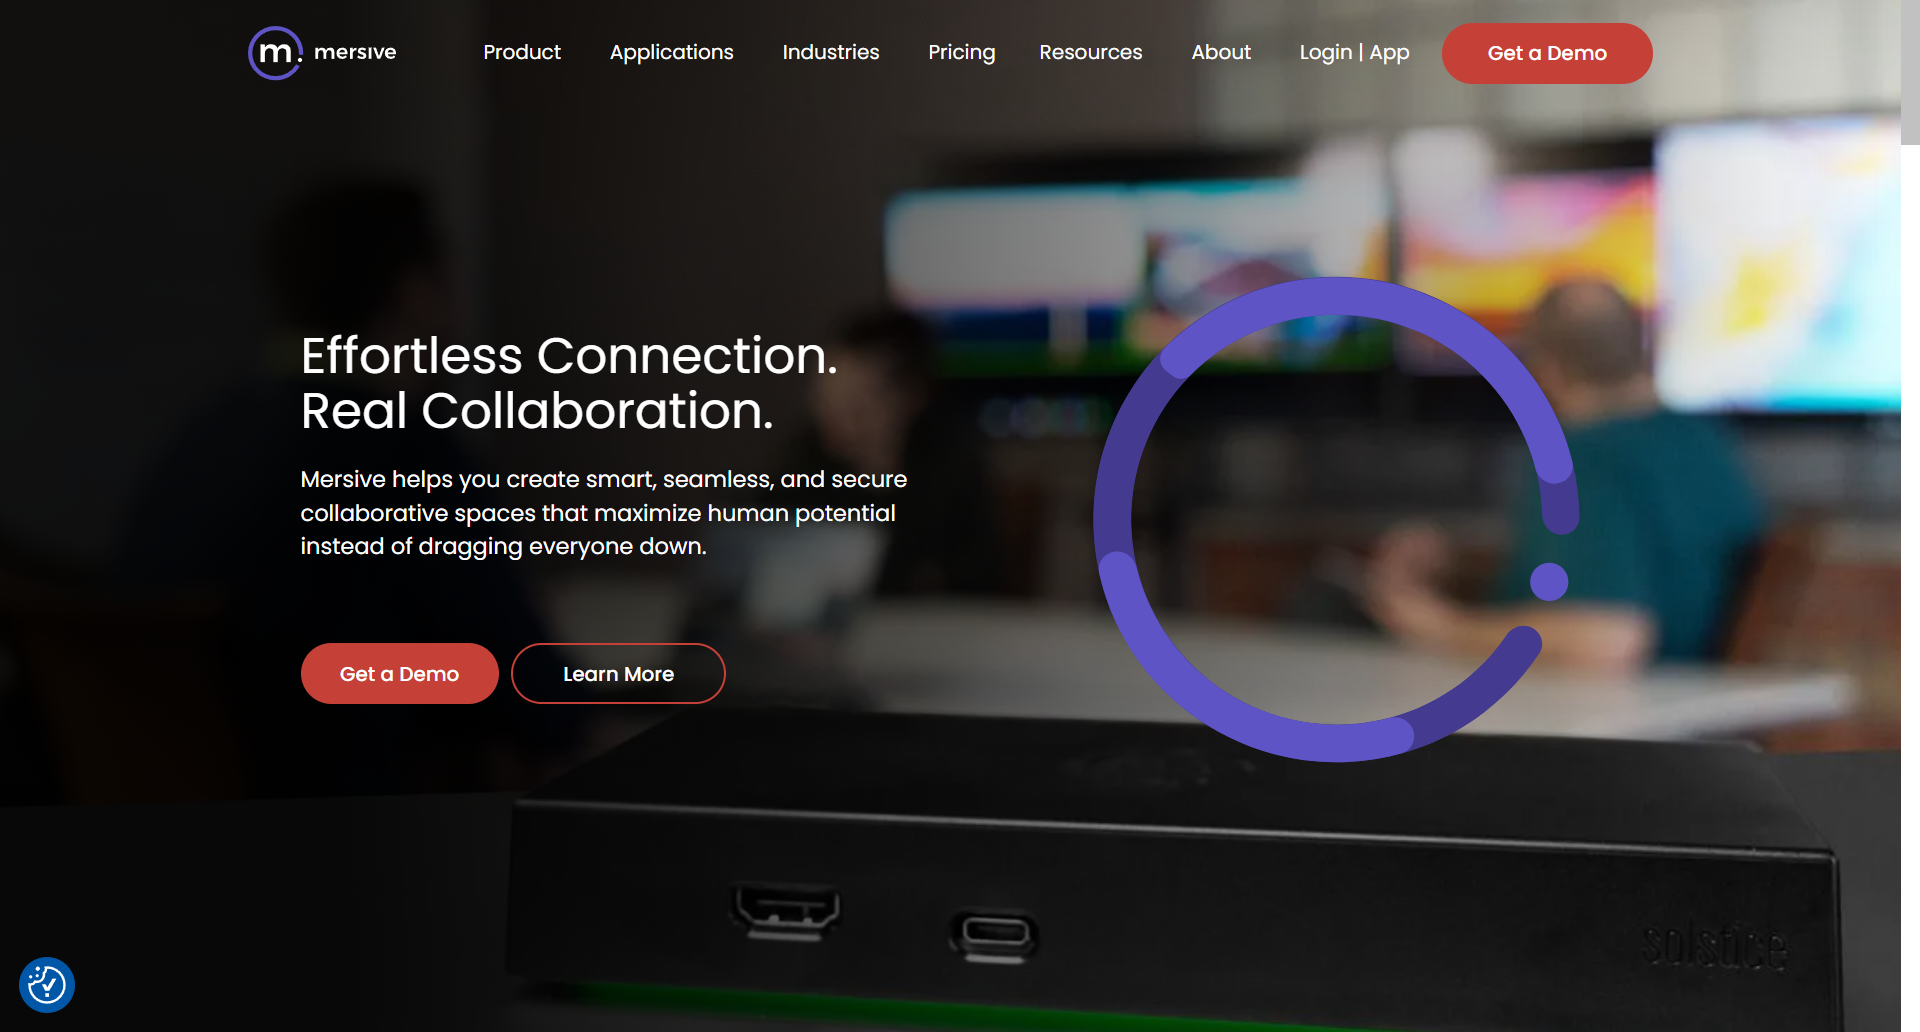 m. mersive
Product
Applications
Industries
Pricing
Resources
About
Login | App
Get a Demo
Effortless Connection.
Real Collaboration.
Mersive helps you create smart, seamless, and secure
collaborative spaces that maximize human potential
instead of dragging everyone down.
Get a Demo
Learn More
solstice